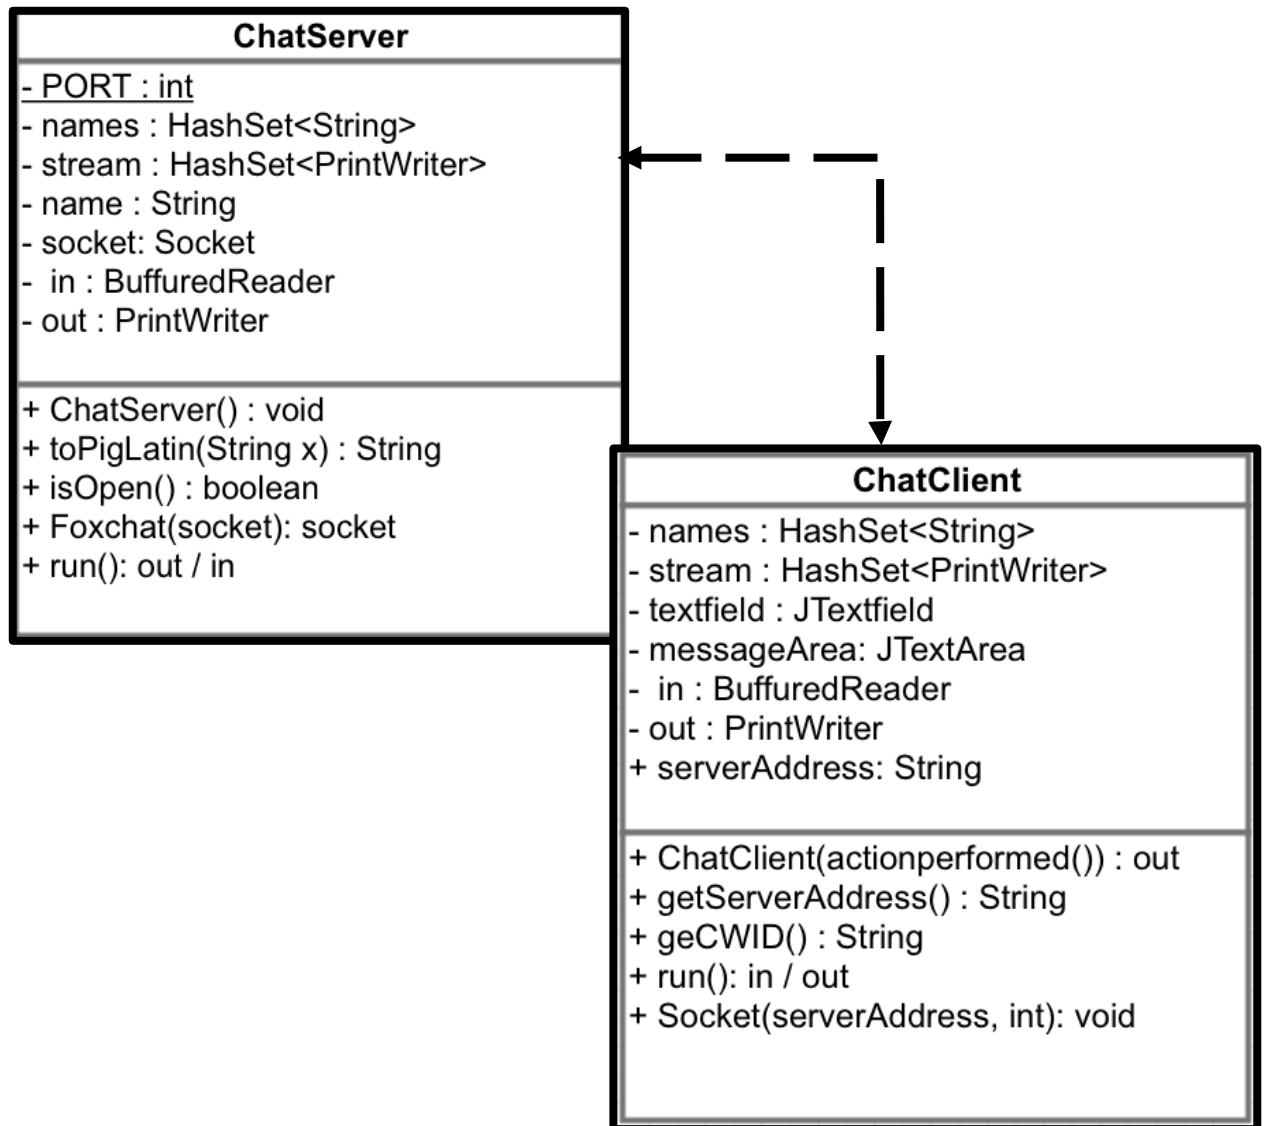 ChatServer
- PORT : int
- names : HashSet<String>
- stream : HashSet<PrintWriter>
- name : String
- socket: Socket
-  in : BuffuredReader
- out : PrintWriter
+ ChatServer() : void
+ toPigLatin(String x) : String
+ isOpen() : boolean
+ Foxchat(socket): socket
+ run(): out / in
ChatClient
- names : HashSet<String>
- stream : HashSet<PrintWriter>
- textfield : JTextfield
- messageArea: JTextArea
-  in : BuffuredReader
- out : PrintWriter
+ serverAddress: String
+ ChatClient(actionperformed()) : out
+ getServerAddress() : String
+ geCWID() : String
+ run(): in / out
+ Socket(serverAddress, int): void